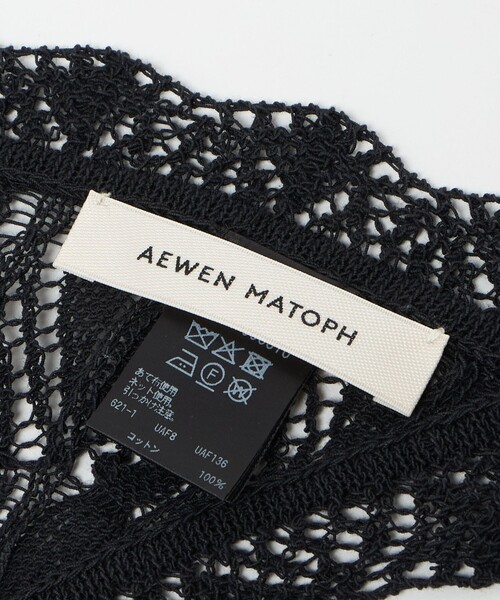 AEWEN MATOPH
あて布使用
ネット使用
引っかけ注意
621-1 UAF8 UAF136
コットン 100%